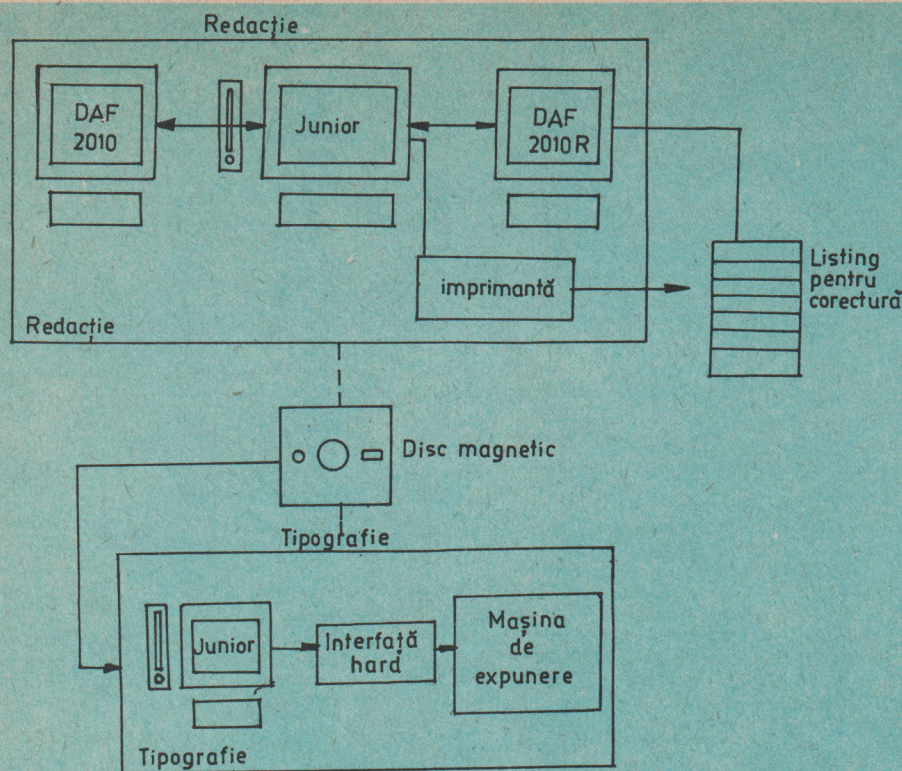 Redacție
DAF
2010
Junior
DAF
2010 R
imprimantă
Listing
pentru
corectură
Redacție
Disc magnetic
Tipografie
Junior
Interfață
hard
Mașina
de
expunere
Tipografie